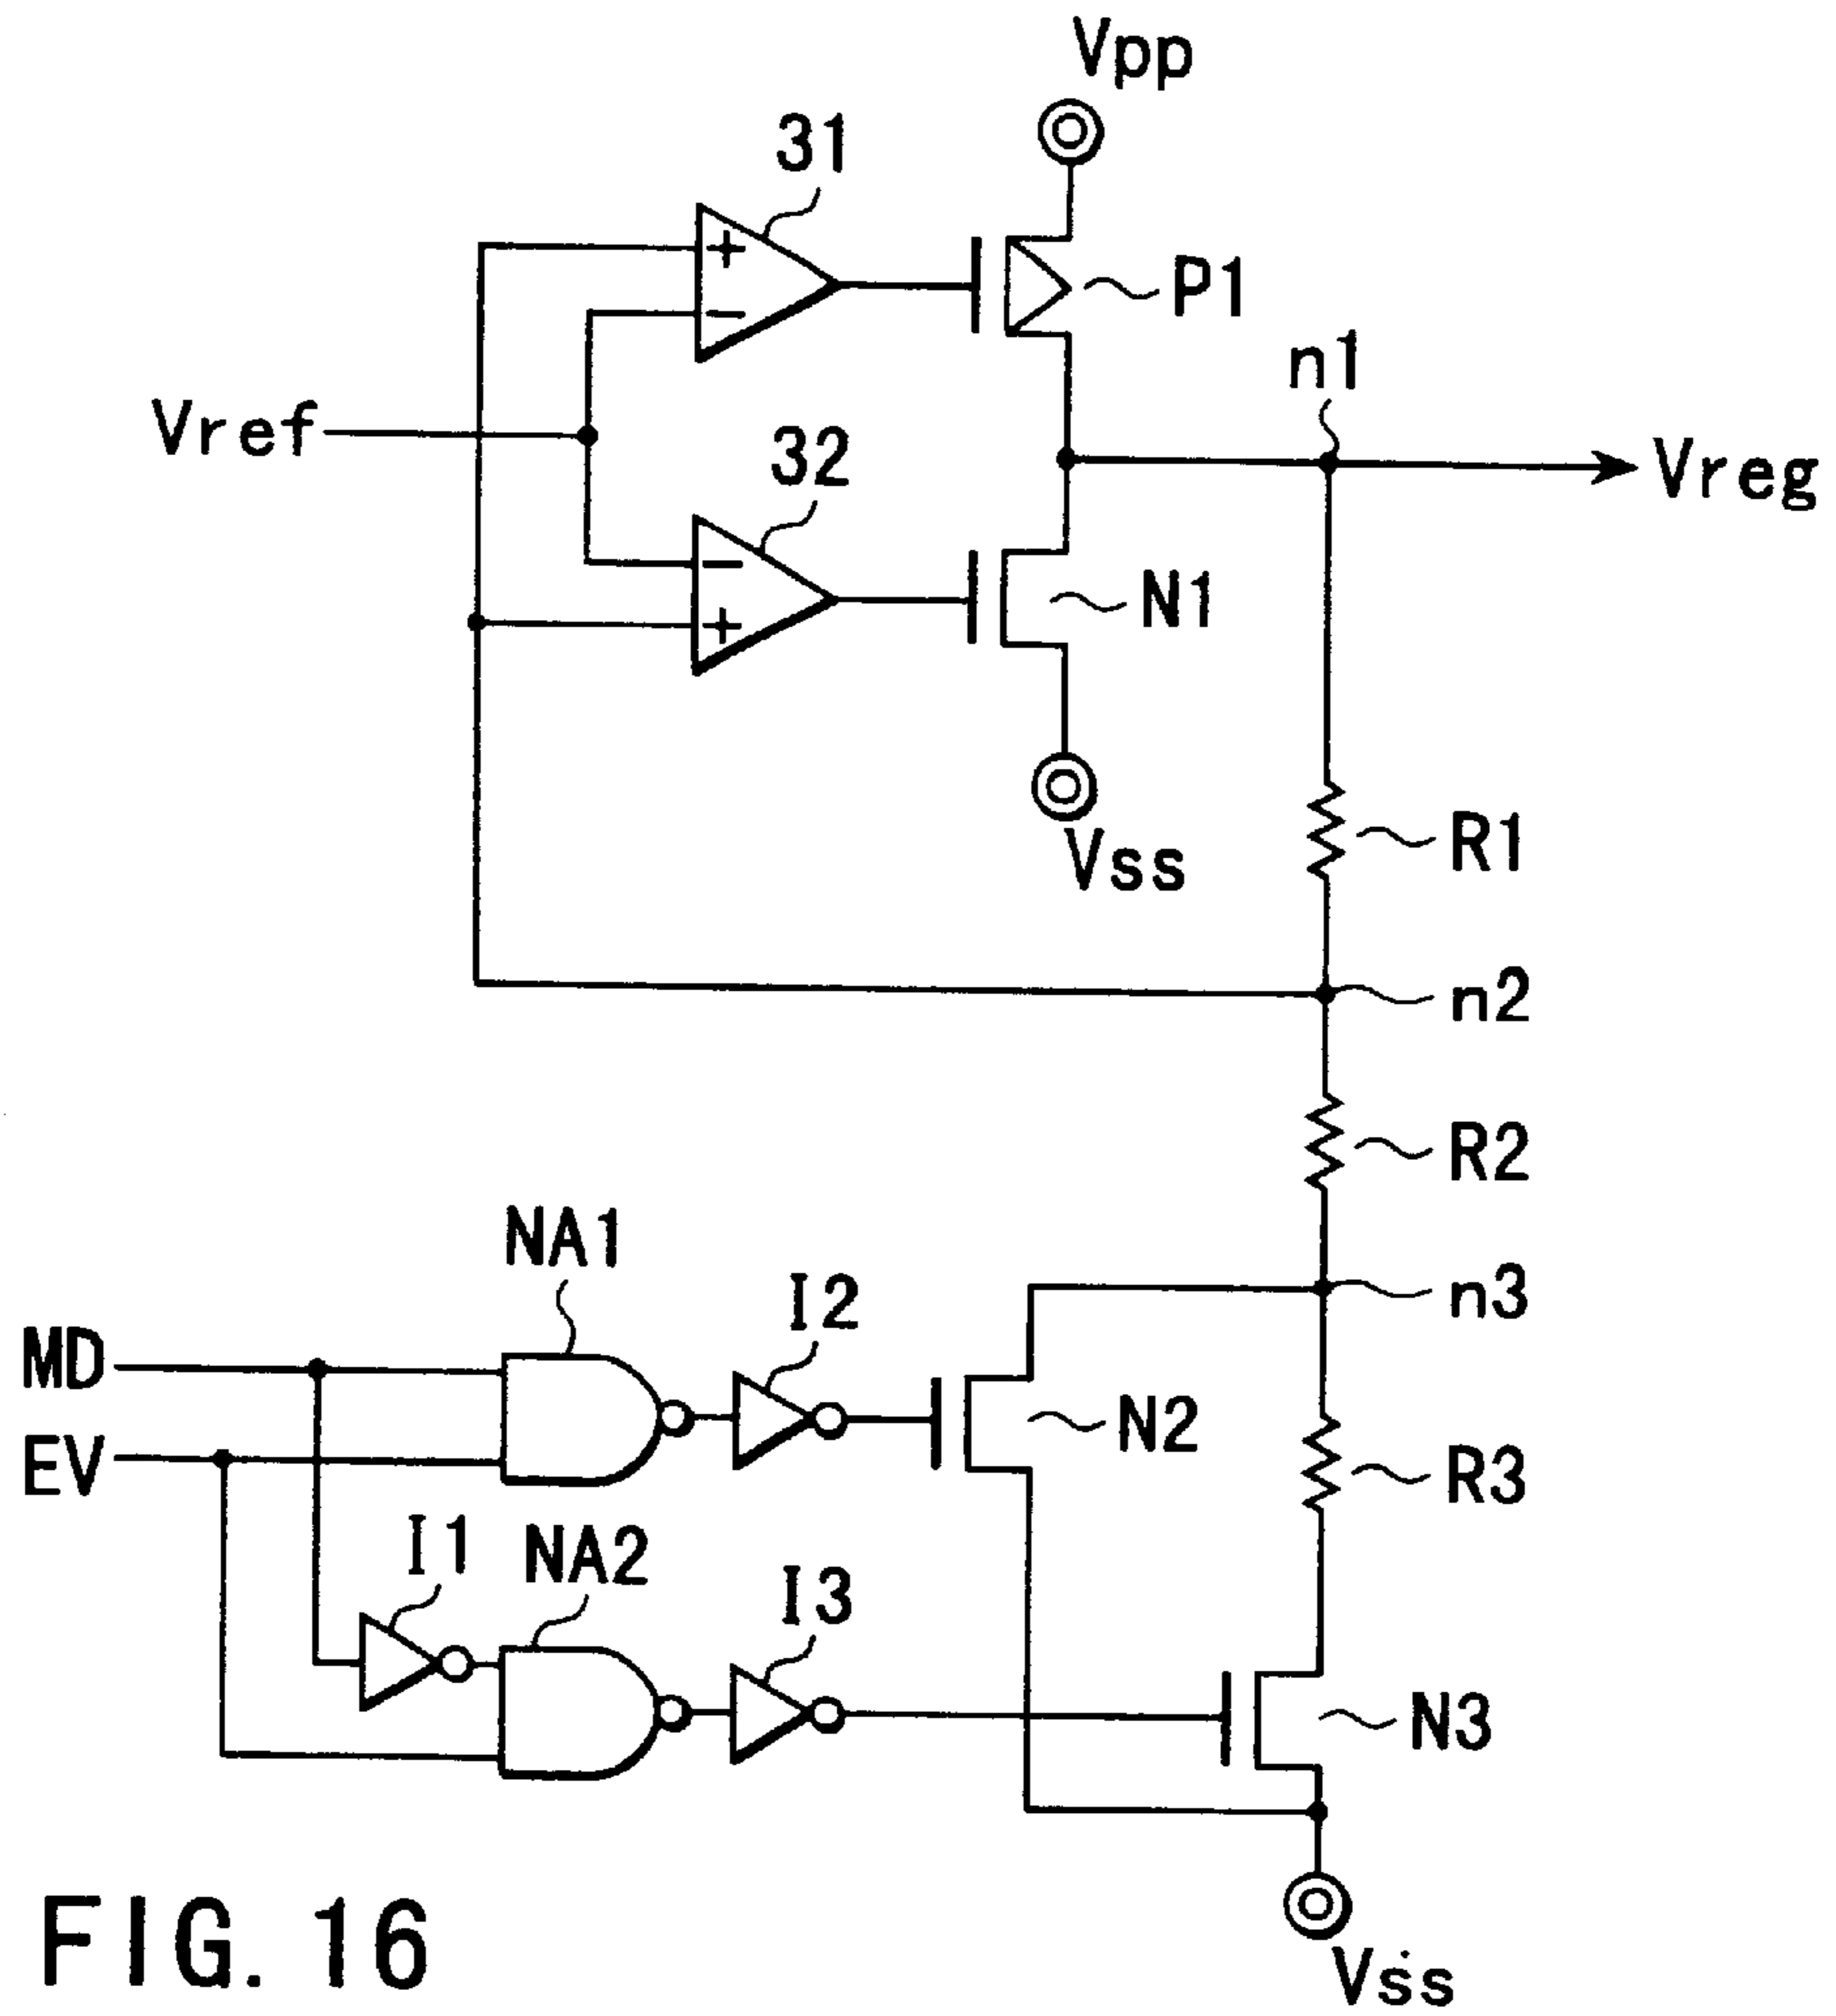 Vpp
31
+
−
P1
n1
Vref
32
Vreg
−
+
N1
Vss
R1
n2
R2
NA1
I2
n3
MD
N2
EV
R3
I1
NA2
I3
N3
Vss
FIG. 16